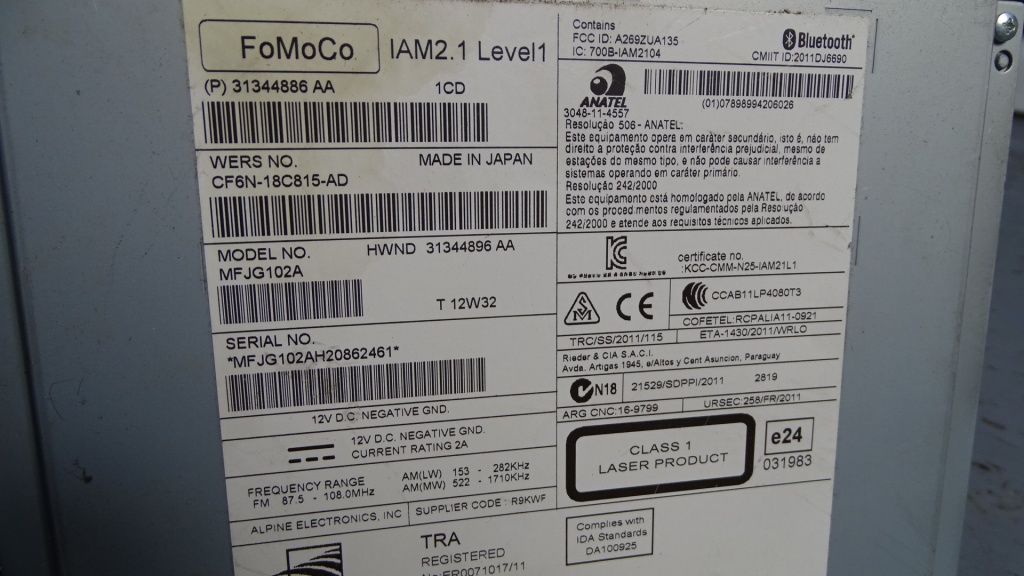 FoMoCo
IAM2.1 Level1
(P) 31344886 AA 1CD
WERS NO. MADE IN JAPAN
CF6N-18C815-AD
MODEL NO. HWND 31344896 AA
MFJG102A
T 12W32
SERIAL NO.
*MFJG102AH20862461*
12V D.C. NEGATIVE GND.
12V D.C. NEGATIVE GND.
CURRENT RATING 2A
FREQUENCY RANGE
FM 87.5 - 108.0MHz
AM(LW) 153 - 282KHz
AM(MW) 522 - 1710KHz
ALPINE ELECTRONICS, INC
SUPPLIER CODE : R9KWF
TRA
REGISTERED
No:ER0071017/11
Contains
FCC ID: A269ZUA135
IC: 700B-IAM2104
Bluetooth
CMIIT ID:2011DJ6690
ANATEL
3048-11-4557
(01)07898994206026
Resolução 506 - ANATEL:
Este equipamento opera em caráter secundário, isto é, não tem
direito a proteção contra interferência prejudicial, mesmo de
estações do mesmo tipo, e não pode causar interferência a
sistemas operando em caráter primário.
Resolução 242/2000
Este equipamento está homologado pela ANATEL, de acordo
com os procedimentos regulamentados pela Resolução
242/2000 e atende aos requisitos técnicos aplicados.
certificate no.
:KCC-CMM-N25-IAM21L1
CE
CCAB11LP4080T3
COFETEL:RCPALIA11-0921
TRC/SS/2011/115
ETA-1430/2011/WRLO
Rieder & CIA S.A.C.I.
Avda. Artigas 1945, e/Altos y Cent Asuncion, Paraguay
N18
21529/SDPPI/2011
2819
ARG CNC:16-9799
URSEC:258/FR/2011
CLASS 1
LASER PRODUCT
e24
031983
Complies with
IDA Standards
DA100925